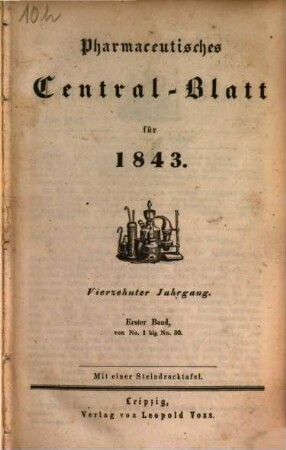 10h
Pharmaceutisches
Central-Blatt
für
1843.
Vierzehnter Jahrgang.
Erster Band,
von No. 1 bis No. 30.
Mit einer Steindrucktafel.
Leipzig,
Verlag von Leopold Voss.